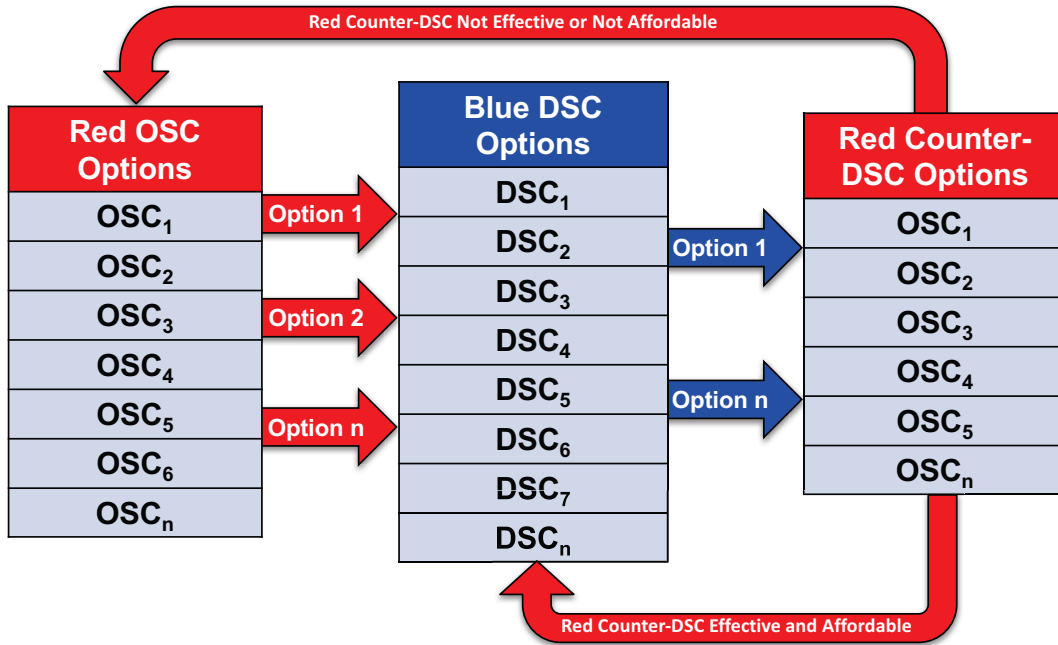 Red Counter-DSC Not Effective or Not Affordable
Red OSC
Options
OSC₁
OSC₂
OSC₃
OSC₄
OSC₅
OSC₆
OSCₙ
Option 1
Option 2
Option n
Blue DSC
Options
DSC₁
DSC₂
DSC₃
DSC₄
DSC₅
DSC₆
DSC₇
DSCₙ
Option 1
Option n
Red Counter-
DSC Options
OSC₁
OSC₂
OSC₃
OSC₄
OSC₅
OSCₙ
Red Counter-DSC Effective and Affordable